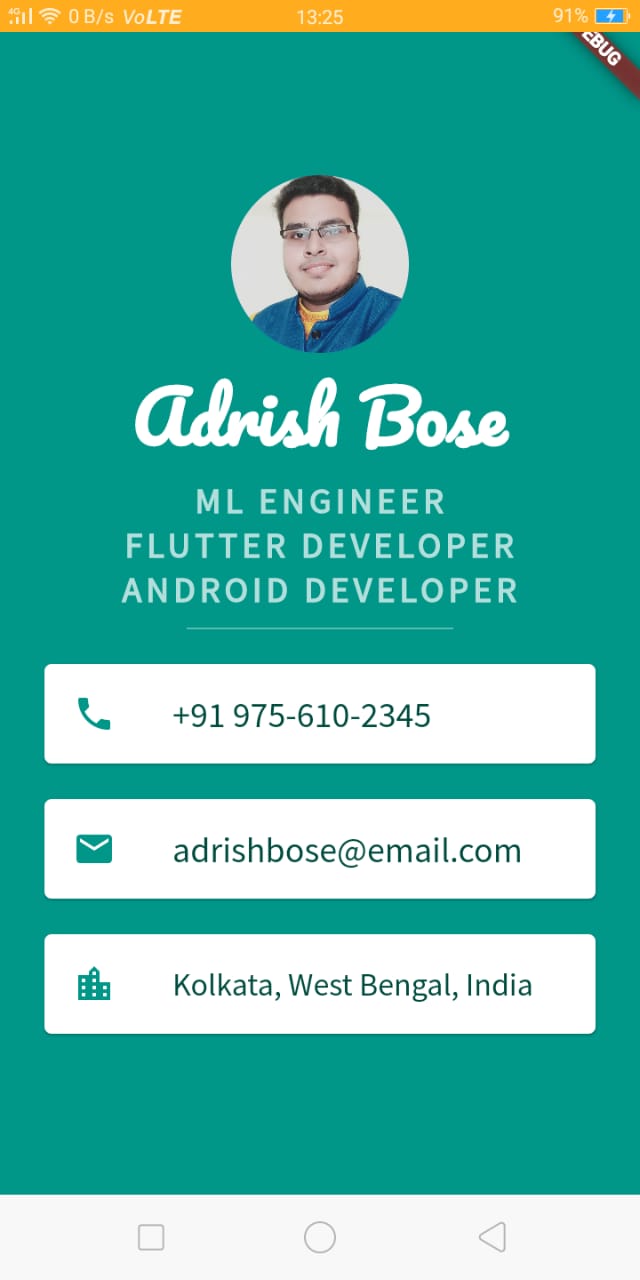 4G 0 B/s VoLTE 13:25 91%
EBUG
Adrish Bose
ML ENGINEER
FLUTTER DEVELOPER
ANDROID DEVELOPER
+91 975-610-2345
adrishbose@email.com
Kolkata, West Bengal, India